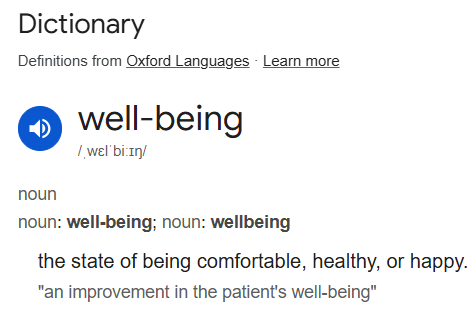 Dictionary
Definitions from Oxford Languages · Learn more
well-being
/ˌwɛlˈbiːɪŋ/
noun
noun: well-being; noun: wellbeing
the state of being comfortable, healthy, or happy.
"an improvement in the patient's well-being"